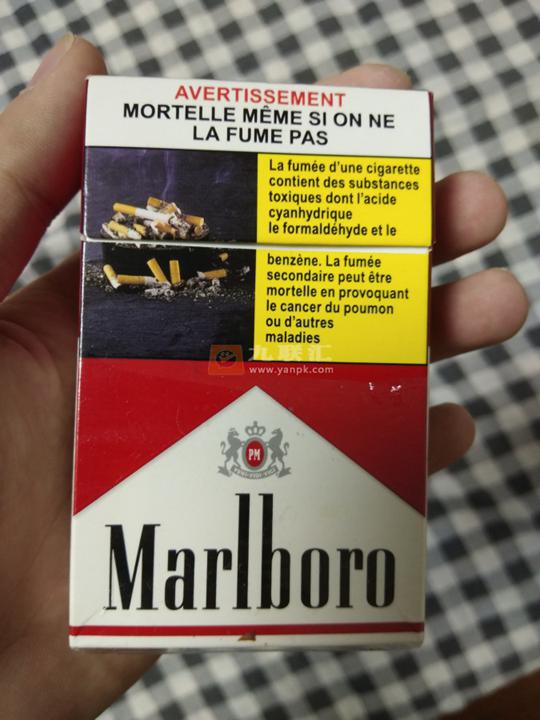 AVERTISSEMENT
MORTELLE MÊME SI ON NE
LA FUME PAS
La fumée d'une cigarette
contient des substances
toxiques dont l'acide
cyanhydrique
le formaldéhyde et le
benzène. La fumée
secondaire peut être
mortelle en provoquant
le cancer du poumon
ou d'autres
maladies
九联汇
www.yanpk.com
PM
Marlboro